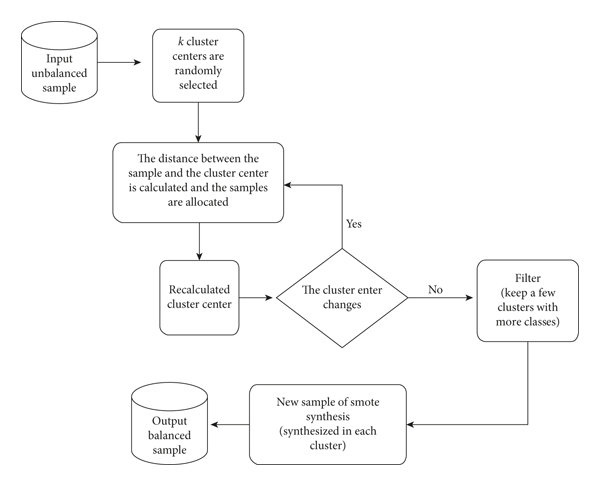 Input
unbalanced
sample
k cluster
centers are
randomly
selected
The distance between the
sample and the cluster center
is calculated and the samples
are allocated
Yes
Recalculated
cluster center
The cluster enter
changes
No
Filter
(keep a few
clusters with
more classes)
New sample of smote
synthesis
(synthesized in each
cluster)
Output
balanced
sample